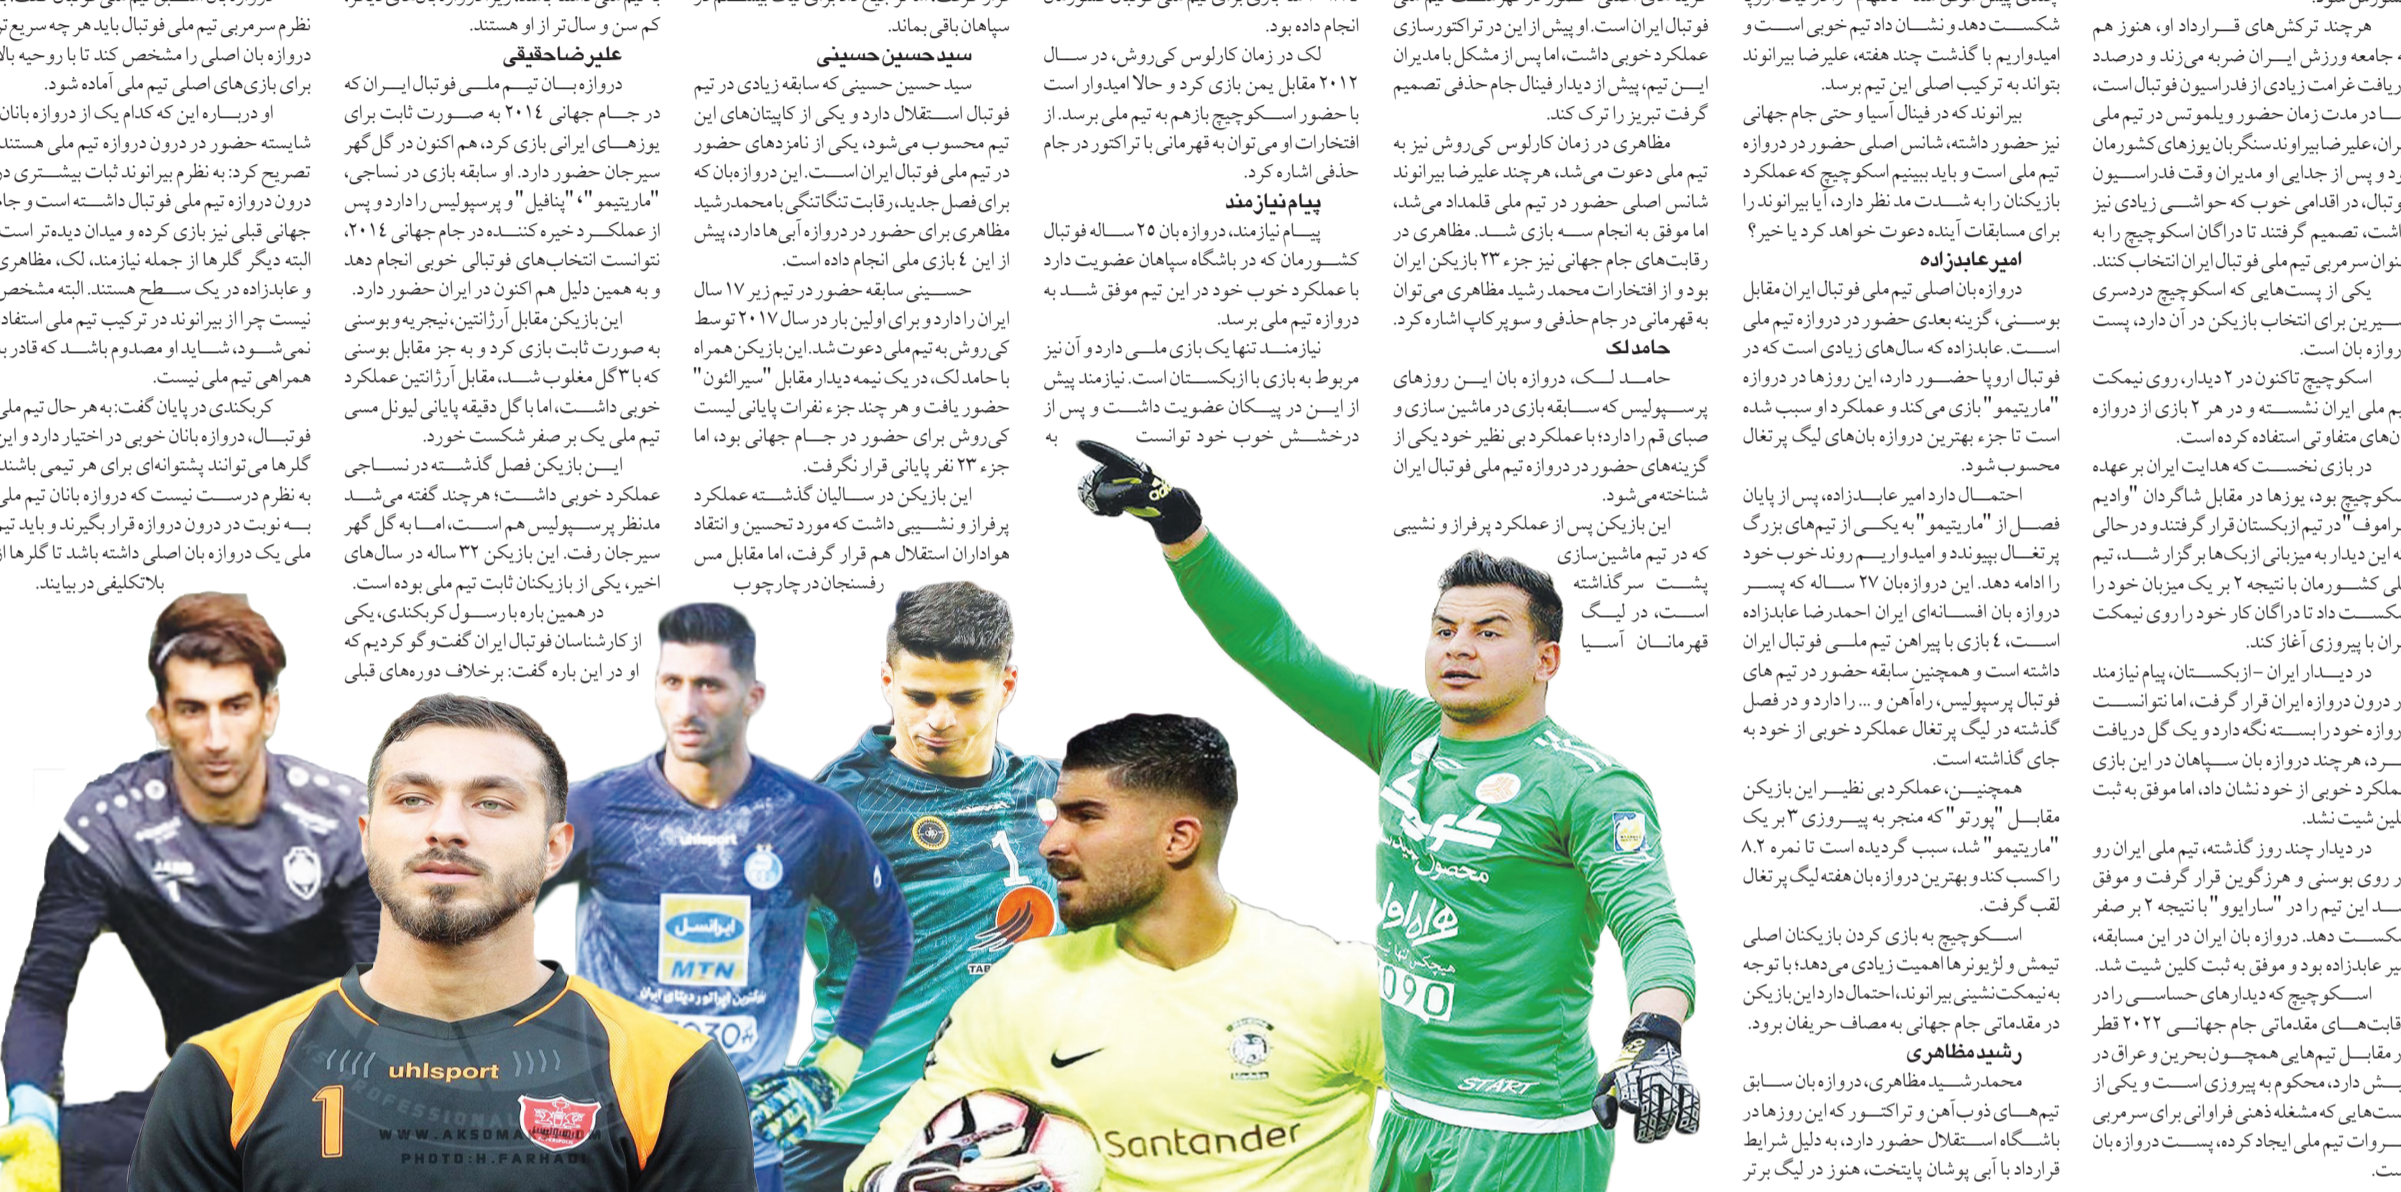 هرچند ترکش‌های قرارداد او، هنوز هم
جامعه ورزش ایران ضربه می‌زند و درصدد
غرامت زیادی از فدراسیون فوتبال است،
در مدت زمان حضور ویلموتس در تیم ملی
علیرضا بیراوند سنگربان یوزهای کشورمان
و پس از جدایی او مدیران وقت فدراسیون
در اقدامی خوب که حواشی زیادی نیز
تصمیم گرفتند تا دراگان اسکوچیچ را به
سرمربی تیم ملی فوتبال ایران انتخاب کنند.
یکی از پست‌هایی که اسکوچیچ دردسری
برای انتخاب بازیکن در آن دارد، پست
بان است.
اسکوچیچ تاکنون در ۲ دیدار، روی نیمکت
ملی ایران نشسته و در هر ۲ بازی از دروازه
متفاوتی استفاده کرده است.
در بازی نخست که هدایت ایران بر عهده
بود، یوزها در مقابل شاگردان "وادیم
در تیم ازبکستان قرار گرفتند و در حالی
این دیدار به میزبانی ازبک‌ها برگزار شد، تیم
کشورمان با نتیجه ۲ بر یک میزبان خود را
داد تا دراگان کار خود را روی نیمکت
با پیروزی آغاز کند.
در دیدار ایران -ازبکستان، پیام نیازمند
درون دروازه ایران قرار گرفت، اما نتوانست
خود را بسته نگه دارد و یک گل دریافت
هرچند دروازه بان سپاهان در این بازی
خوبی از خود نشان داد، اما موفق به ثبت
شیت نشد.
در دیدار چند روز گذشته، تیم ملی ایران رو
روی بوسنی و هرزگوین قرار گرفت و موفق
این تیم را در "سارایوو" با نتیجه ۲ بر صفر
دهد. دروازه بان ایران در این مسابقه،
عابدزاده بود و موفق به ثبت کلین شیت شد.
اسکوچیچ که دیدارهای حساسی را در
مقدماتی جام جهانی ۲۰۲۲ قطر
مقابل تیم‌هایی همچون بحرین و عراق در
دارد، محکوم به پیروزی است و یکی از
که مشغله ذهنی فراوانی برای سرمربی
تیم ملی ایجاد کرده، پست دروازه بان
شکست دهد و نشان داد تیم خوبی است و
امیدواریم با گذشت چند هفته، علیرضا بیرانوند
بتواند به ترکیب اصلی این تیم برسد.
بیرانوند که در فینال آسیا و حتی جام جهانی
نیز حضور داشته، شانس اصلی حضور در دروازه
تیم ملی است و باید ببینیم اسکوچیچ که عملکرد
بازیکنان را به شدت مد نظر دارد، آیا بیرانوند را
برای مسابقات آینده دعوت خواهد کرد یا خیر؟
امیر عابدزاده
دروازه بان اصلی تیم ملی فوتبال ایران مقابل
بوسنی، گزینه بعدی حضور در دروازه تیم ملی
است. عابدزاده که سال‌های زیادی است که در
فوتبال اروپا حضور دارد، این روزها در دروازه
"ماریتیمو" بازی می‌کند و عملکرد او سبب شده
است تا جزء بهترین دروازه بان‌های لیگ پرتغال
محسوب شود.
احتمال دارد امیر عابدزاده، پس از پایان
فصل از "ماریتیمو" به یکی از تیم‌های بزرگ
پرتغال بپیوندد و امیدواریم روند خوب خود
را ادامه دهد. این دروازه‌بان ۲۷ ساله که پسر
دروازه بان افسانه‌ای ایران احمدرضا عابدزاده
است، ٤ بازی با پیراهن تیم ملی فوتبال ایران
داشته است و همچنین سابقه حضور در تیم های
فوتبال پرسپولیس، راه‌آهن و ... را دارد و در فصل
گذشته در لیگ پرتغال عملکرد خوبی از خود به
جای گذاشته است.
همچنین، عملکرد بی نظیر این بازیکن
مقابل "پورتو" که منجر به پیروزی ۳ بر یک
"ماریتیمو" شد، سبب گردیده است تا نمره ۸.۲
را کسب کند و بهترین دروازه بان هفته لیگ پرتغال
لقب گرفت.
اسکوچیچ به بازی کردن بازیکنان اصلی
تیمش و لژیونرها اهمیت زیادی می‌دهد؛ با توجه
به نیمکت‌نشینی بیرانوند، احتمال دارد این بازیکن
در مقدماتی جام جهانی به مصاف حریفان برود.
رشید مظاهری
محمدرشید مظاهری، دروازه بان سابق
تیم‌های ذوب‌آهن و تراکتور که این روزها در
باشگاه استقلال حضور دارد، به دلیل شرایط
قرارداد با آبی پوشان پایتخت، هنوز در لیگ برتر
فوتبال ایران است. او پیش از این در تراکتورسازی
عملکرد خوبی داشت، اما پس از مشکل با مدیران
این تیم، پیش از دیدار فینال جام حذفی تصمیم
گرفت تبریز را ترک کند.
مظاهری در زمان کارلوس کی‌روش نیز به
تیم ملی دعوت می‌شد، هرچند علیرضا بیرانوند
شانس اصلی حضور در تیم ملی قلمداد می‌شد،
اما موفق به انجام سه بازی شد. مظاهری در
رقابت‌های جام جهانی نیز جزء ۲۳ بازیکن ایران
بود و از افتخارات محمد رشید مظاهری می‌توان
به قهرمانی در جام حذفی و سوپرکاپ اشاره کرد.
حامد لک
حامد لک، دروازه بان این روزهای
پرسپولیس که سابقه بازی در ماشین سازی و
صبای قم را دارد؛ با عملکرد بی نظیر خود یکی از
گزینه‌های حضور در دروازه تیم ملی فوتبال ایران
شناخته می‌شود.
این بازیکن پس از عملکرد پرفراز و نشیبی
که در تیم ماشین‌سازی
پشت سر گذاشته
است، در لیگ
قهرمانان آسیا
انجام داده بود.
لک در زمان کارلوس کی‌روش، در سال
۲۰۱۲ مقابل یمن بازی کرد و حالا امیدوار است
با حضور اسکوچیچ بازهم به تیم ملی برسد. از
افتخارات او می‌توان به قهرمانی با تراکتور در جام
حذفی اشاره کرد.
پیام نیازمند
پیام نیازمند، دروازه بان ۲۵ ساله فوتبال
کشورمان که در باشگاه سپاهان عضویت دارد
با عملکرد خوب خود در این تیم موفق شد به
دروازه تیم ملی برسد.
نیازمند تنها یک بازی ملی دارد و آن نیز
مربوط به بازی با ازبکستان است. نیازمند پیش
از این در پیکان عضویت داشت و پس از
درخشش خوب خود توانست به
سپاهان باقی بماند.
سیدحسین حسینی
سید حسین حسینی که سابقه زیادی در تیم
فوتبال استقلال دارد و یکی از کاپیتان‌های این
تیم محسوب می‌شود، یکی از نامزدهای حضور
در تیم ملی فوتبال ایران است. این دروازه‌بان که
برای فصل جدید، رقابت تنگاتنگی با محمدرشید
مظاهری برای حضور در دروازه آبی‌ها دارد، پیش
از این ٤ بازی ملی انجام داده است.
حسینی سابقه حضور در تیم زیر ۱۷ سال
ایران را دارد و برای اولین بار در سال ۲۰۱۷ توسط
کی‌روش به تیم ملی دعوت شد. این بازیکن همراه
با حامد لک، در یک نیمه دیدار مقابل "سیرالئون"
حضور یافت و هر چند جزء نفرات پایانی لیست
کی‌روش برای حضور در جام جهانی بود، اما
جزء ۲۳ نفر پایانی قرار نگرفت.
این بازیکن در سالیان گذشته عملکرد
پرفراز و نشیبی داشت که مورد تحسین و انتقاد
هواداران استقلال هم قرار گرفت، اما مقابل مس
رفسنجان در چارچوب
کم سن و سال‌تر از او هستند.
علیرضا حقیقی
دروازه‌بان تیم ملی فوتبال ایران که
در جام جهانی ۲۰۱٤ به صورت ثابت برای
یوزهای ایرانی بازی کرد، هم اکنون در گل گهر
سیرجان حضور دارد. او سابقه بازی در نساجی،
"ماریتیمو"، "پنافیل" و پرسپولیس را دارد و پس
از عملکرد خیره کننده در جام جهانی ۲۰۱٤،
نتوانست انتخاب‌های فوتبالی خوبی انجام دهد
و به همین دلیل هم اکنون در ایران حضور دارد.
این بازیکن مقابل آرژانتین، نیجریه و بوسنی
به صورت ثابت بازی کرد و به جز مقابل بوسنی
که با ۳ گل مغلوب شد، مقابل آرژانتین عملکرد
خوبی داشت، اما با گل دقیقه پایانی لیونل مسی
تیم ملی یک بر صفر شکست خورد.
این بازیکن فصل گذشته در نساجی
عملکرد خوبی داشت؛ هرچند گفته می‌شد
مدنظر پرسپولیس هم است، اما به گل گهر
سیرجان رفت. این بازیکن ۳۲ ساله در سال‌های
اخیر، یکی از بازیکنان ثابت تیم ملی بوده است.
در همین باره با رسول کربکندی، یکی
از کارشناسان فوتبال ایران گفت‌وگو کردیم که
او در این باره گفت: برخلاف دوره‌های قبلی
نظرم سرمربی تیم ملی فوتبال باید هر چه سریع‌تر
دروازه بان اصلی را مشخص کند تا با روحیه
برای بازی‌های اصلی تیم ملی آماده شود.
او درباره این که کدام یک از دروازه بانان
شایسته حضور در درون دروازه تیم ملی هستند
تصریح کرد: به نظرم بیرانوند ثبات بیشتری در
درون دروازه تیم ملی فوتبال داشته است و جام
جهانی قبلی نیز بازی کرده و میدان دیده‌تر است
البته دیگر گلرها از جمله نیازمند، لک، مظاهری
و عابدزاده در یک سطح هستند. البته مشخص
نیست چرا از بیرانوند در ترکیب تیم ملی
نمی‌شود، شاید او مصدوم باشد که قادر
همراهی تیم ملی نیست.
کربکندی در پایان گفت: به هر حال تیم ملی
فوتبال، دروازه بانان خوبی در اختیار دارد و این
گلرها می‌توانند پشتوانه‌ای برای هر تیمی باشند
به نظرم درست نیست که دروازه بانان تیم ملی
به نوبت در درون دروازه قرار بگیرند و باید تیم
ملی یک دروازه بان اصلی داشته باشد تا گلرها از
بلاتکلیفی در بیایند.
uhlsport
ایرانسل
MTN
1
محصول جدید
همراه اول
هیچکس تنها نیست
START
Santander
uhlsport
1
WWW.AKSOMA
PHOTO:H.FARHADI